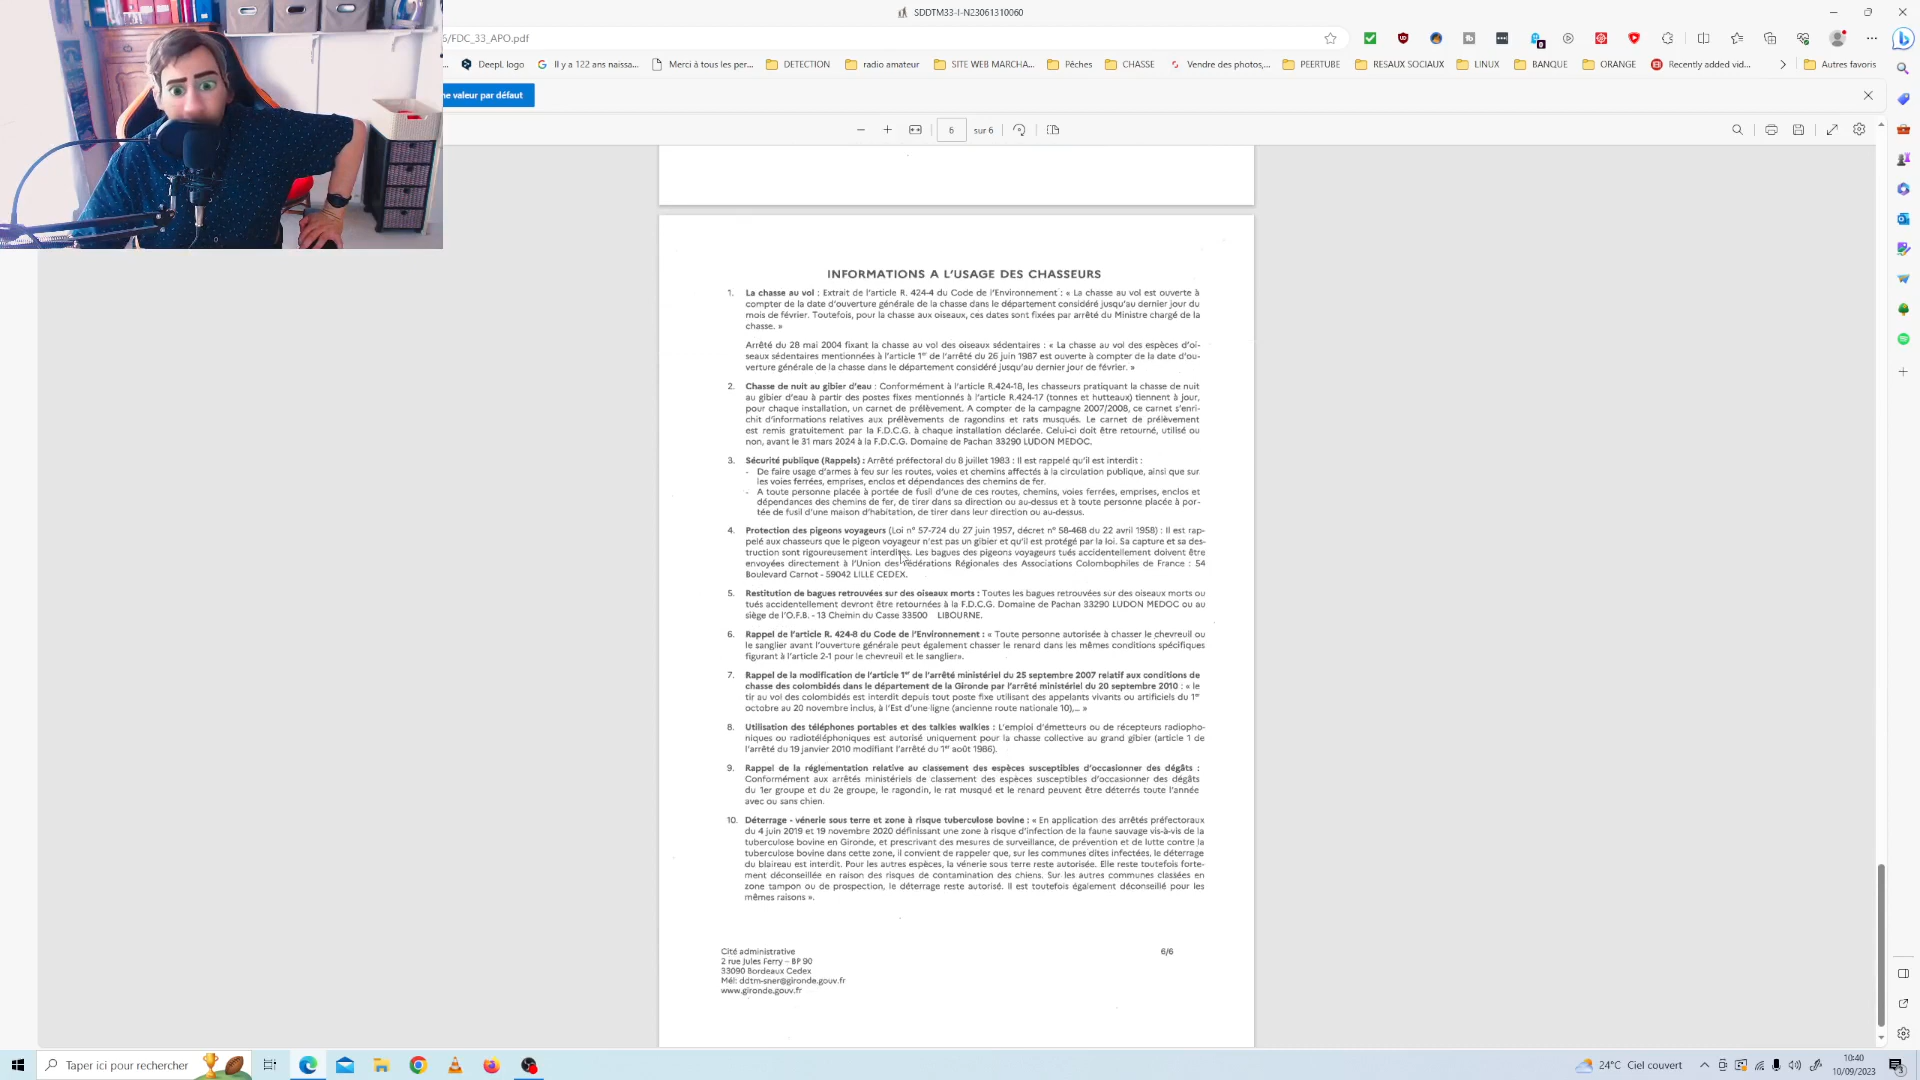 SDDTM33-I-N23061310060
6/FDC_33_APO.pdf
DeepL logo
Il y a 122 ans naissa...
Merci à tous les per...
DETECTION
radio amateur
SITE WEB MARCHA...
Pêches
CHASSE
Vendre des photos,...
PEERTUBE
RESAUX SOCIAUX
LINUX
BANQUE
ORANGE
Recently added vid...
Autres favoris
ne valeur par défaut
6 sur 6
INFORMATIONS A L'USAGE DES CHASSEURS
1. La chasse au vol : Extrait de l'article R. 424-4 du Code de l'Environnement : « La chasse au vol est ouverte à
compter de la date d'ouverture générale de la chasse dans le département considéré jusqu'au dernier jour du
mois de février. Toutefois, pour la chasse aux oiseaux, ces dates sont fixées par arrêté du Ministre chargé de la
chasse. »
Arrêté du 28 mai 2004 fixant la chasse au vol des oiseaux sédentaires : « La chasse au vol des espèces d'oi-
seaux sédentaires mentionnées à l'article 1er de l'arrêté du 26 juin 1987 est ouverte à compter de la date d'ou-
verture générale de la chasse dans le département considéré jusqu'au dernier jour de février. »
2. Chasse de nuit au gibier d'eau : Conformément à l'article R.424-18, les chasseurs pratiquant la chasse de nuit
au gibier d'eau à partir des postes fixes mentionnés à l'article R.424-17 (tonnes et hutteaux) tiennent à jour,
pour chaque installation, un carnet de prélèvement. A compter de la campagne 2007/2008, ce carnet s'enri-
chit d'informations relatives aux prélèvements de ragondins et rats musqués. Le carnet de prélèvement
est remis gratuitement par la F.D.C.G. à chaque installation déclarée. Celui-ci doit être retourné, utilisé ou
non, avant le 31 mars 2024 à la F.D.C.G. Domaine de Pachan 33290 LUDON MEDOC.
3. Sécurité publique (Rappels) : Arrêté préfectoral du 8 juillet 1983 : Il est rappelé qu'il est interdit :
- De faire usage d'armes à feu sur les routes, voies et chemins affectés à la circulation publique, ainsi que sur
les voies ferrées, emprises, enclos et dépendances des chemins de fer.
- A toute personne placée à portée de fusil d'une de ces routes, chemins, voies ferrées, emprises, enclos et
dépendances des chemins de fer, de tirer dans sa direction ou au-dessus et à toute personne placée à por-
tée de fusil d'une maison d'habitation, de tirer dans leur direction ou au-dessus.
4. Protection des pigeons voyageurs (Loi n° 57-724 du 27 juin 1957, décret n° 58-468 du 22 avril 1958) : Il est rap-
pelé aux chasseurs que le pigeon voyageur n'est pas un gibier et qu'il est protégé par la loi. Sa capture et sa des-
truction sont rigoureusement interdites. Les bagues des pigeons voyageurs tués accidentellement doivent être
envoyées directement à l'Union des Fédérations Régionales des Associations Colombophiles de France : 54
Boulevard Carnot - 59042 LILLE CEDEX.
5. Restitution de bagues retrouvées sur des oiseaux morts : Toutes les bagues retrouvées sur des oiseaux morts ou
tués accidentellement devront être retournées à la F.D.C.G. Domaine de Pachan 33290 LUDON MEDOC ou au
siège de l'O.F.B. - 13 Chemin du Casse 33500 LIBOURNE.
6. Rappel de l'article R. 424-8 du Code de l'Environnement : « Toute personne autorisée à chasser le chevreuil ou
le sanglier avant l'ouverture générale peut également chasser le renard dans les mêmes conditions spécifiques
figurant à l'article 2-1 pour le chevreuil et le sanglier».
7. Rappel de la modification de l'article 1er de l'arrêté ministériel du 25 septembre 2007 relatif aux conditions de
chasse des colombidés dans le département de la Gironde par l'arrêté ministériel du 20 septembre 2010 : « le
tir au vol des colombidés est interdit depuis tout poste fixe utilisant des appelants vivants ou artificiels du 1er
octobre au 20 novembre inclus, à l'Est d'une ligne (ancienne route nationale 10),... »
8. Utilisation des téléphones portables et des talkies walkies : L'emploi d'émetteurs ou de récepteurs radiopho-
niques ou radiotéléphoniques est autorisé uniquement pour la chasse collective au grand gibier (article 1 de
l'arrêté du 19 janvier 2010 modifiant l'arrêté du 1er août 1986).
9. Rappel de la réglementation relative au classement des espèces susceptibles d'occasionner des dégâts :
Conformément aux arrêtés ministériels de classement des espèces susceptibles d'occasionner des dégâts
du 1er groupe et du 2e groupe, le ragondin, le rat musqué et le renard peuvent être déterrés toute l'année
avec ou sans chien.
10. Déterrage - vénerie sous terre et zone à risque tuberculose bovine : « En application des arrêtés préfectoraux
du 4 juin 2019 et 19 novembre 2020 définissant une zone à risque d'infection de la faune sauvage vis-à-vis de la
tuberculose bovine en Gironde, et prescrivant des mesures de surveillance, de prévention et de lutte contre la
tuberculose bovine dans cette zone, il convient de rappeler que, sur les communes dites infectées, le déterrage
du blaireau est interdit. Pour les autres espèces, la vénerie sous terre reste autorisée. Elle reste toutefois forte-
ment déconseillée en raison des risques de contamination des chiens. Sur les autres communes classées en
zone tampon ou de prospection, le déterrage reste autorisé. Il est toutefois également déconseillé pour les
mêmes raisons ».
Cité administrative
2 rue Jules Ferry – BP 90
33090 Bordeaux Cedex
Mél: ddtm-sner@gironde.gouv.fr
www.gironde.gouv.fr
6/6
Taper ici pour rechercher
24°C Ciel couvert
10:40
10/09/2023